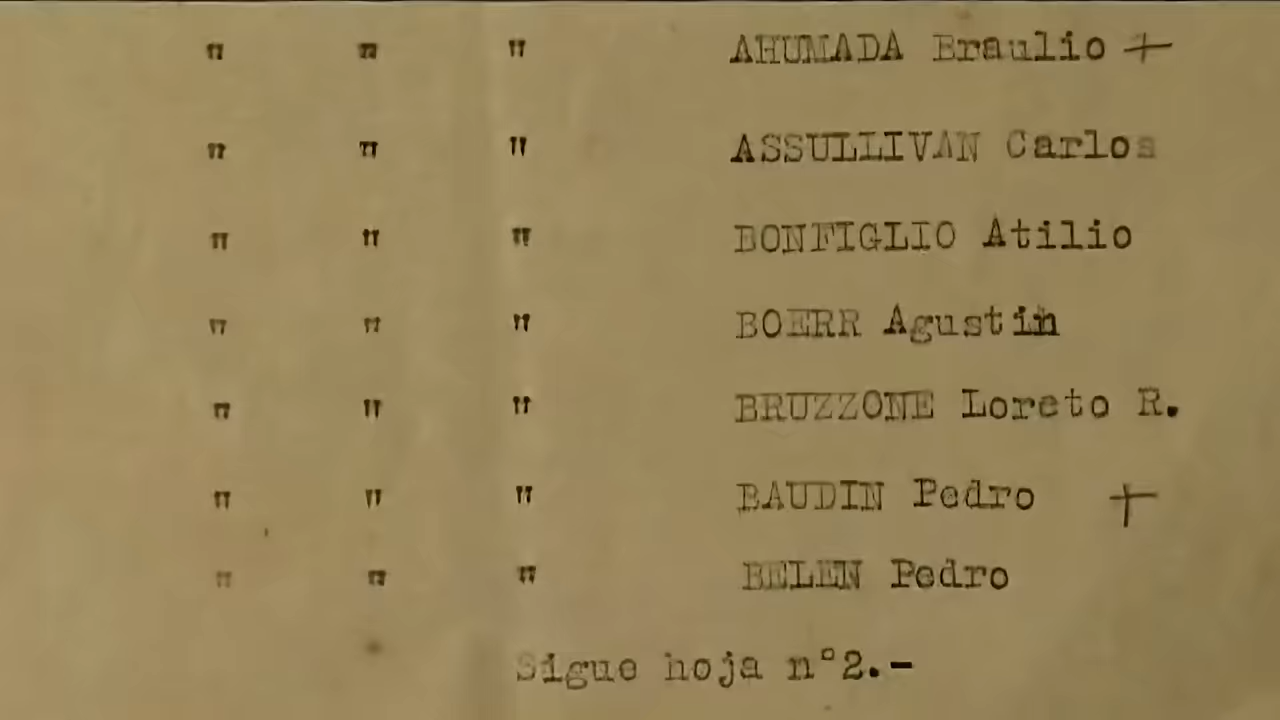 " " " AHUMADA Braulio +
" " " ASSULLIVAN Carlos
" " " BONFIGLIO Atilio
" " " BOERR Agustin
" " " BRUZZONE Loreto R.
" " " BAUDIN Pedro +
" " " BELEN Pedro
Sigue hoja n°2.-